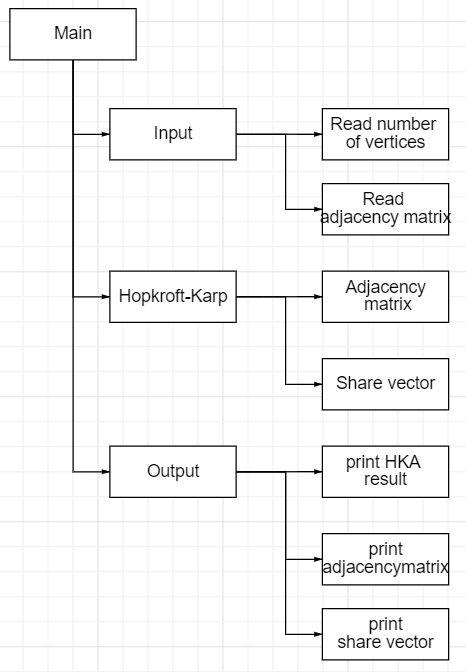 Main
Input
Read number
of vertices
Read
adjacency matrix
Hopkroft-Karp
Adjacency
matrix
Share vector
Output
print HKA
result
print
adjacencymatrix
print
share vector